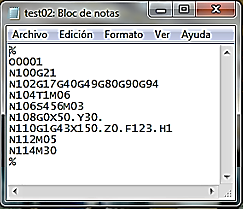 test02: Bloc de notas
Archivo Edición Formato Ver Ayuda
%
O0001
N100G21
N102G17G40G49G80G90G94
N104T1M06
N106S456M03
N108G0X50.Y30.
N110G1G43X150.Z0.F123.H1
N112M05
N114M30
%